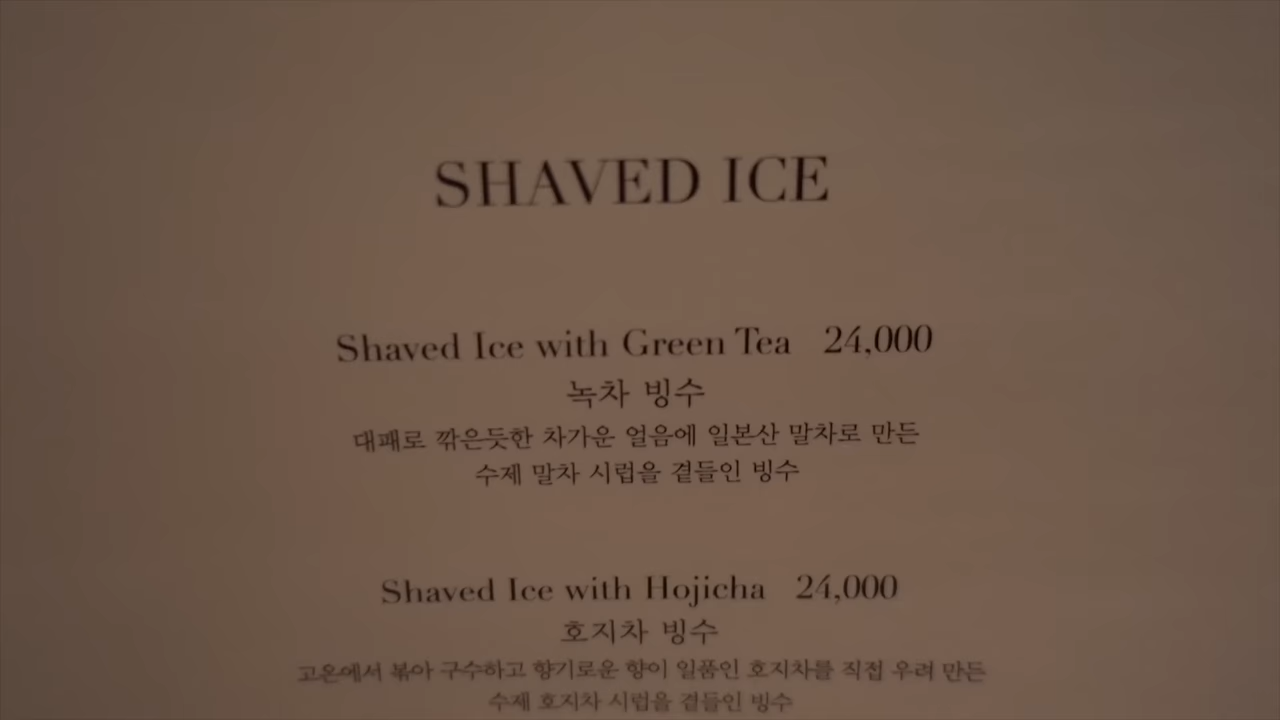 SHAVED ICE
Shaved Ice with Green Tea 24,000
녹차 빙수
대패로 깎은듯한 차가운 얼음에 일본산 말차로 만든
수제 말차 시럽을 곁들인 빙수
Shaved Ice with Hojicha 24,000
호지차 빙수
고온에서 볶아 구수하고 향기로운 향이 일품인 호지차를 직접 우려 만든
수제 호지차 시럽을 곁들인 빙수